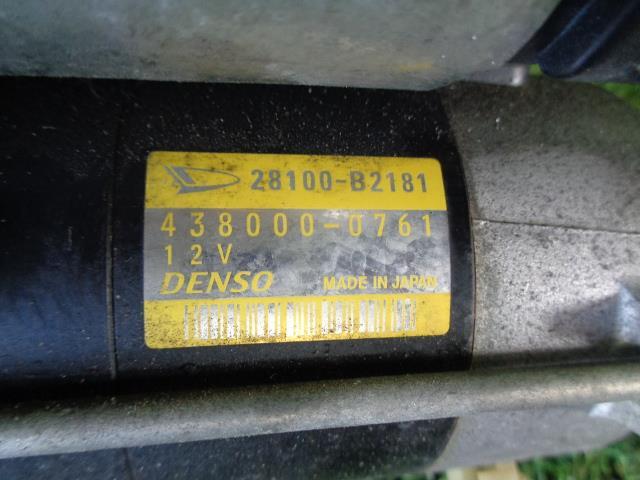 28100-B2181
438000-0761
12V
DENSO MADE IN JAPAN